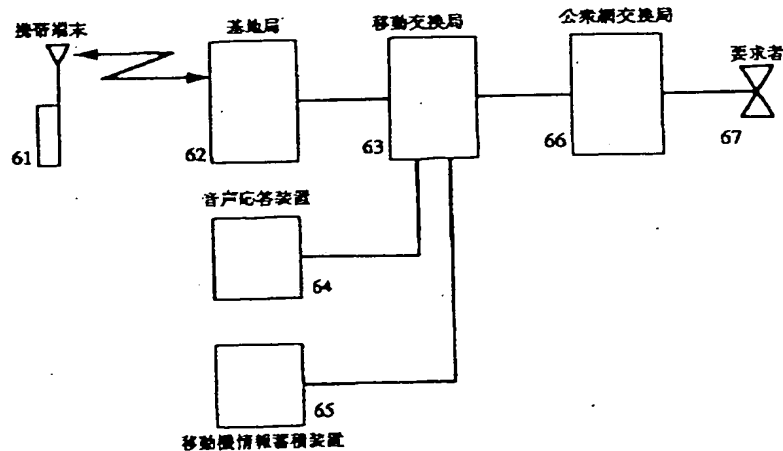 携帯端末
基地局
移動交換局
公衆網交換局
要求者
61
62
63
66
67
音声応答装置
64
65
移動機情報蓄積装置